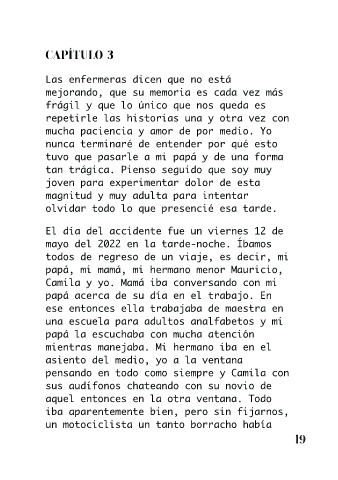 CAPÍTULO 3
Las enfermeras dicen que no está
mejorando, que su memoria es cada vez más
frágil y que lo único que nos queda es
repetirle las historias una y otra vez con
mucha paciencia y amor de por medio. Yo
nunca terminaré de entender por qué esto
tuvo que pasarle a mi papá y de una forma
tan trágica. Pienso seguido que soy muy
joven para experimentar dolor de esta
magnitud y muy adulta para intentar
olvidar todo lo que presencié esa tarde.
El día del accidente fue un viernes 12 de
mayo del 2022 en la tarde-noche. Íbamos
todos de regreso de un viaje, es decir, mi
papá, mi mamá, mi hermano menor Mauricio,
Camila y yo. Mamá iba conversando con mi
papá acerca de su día en el trabajo. En
ese entonces ella trabajaba de maestra en
una escuela para adultos analfabetos y mi
papá la escuchaba con mucha atención
mientras manejaba. Mi hermano iba en el
asiento del medio, yo a la ventana
pensando en todo como siempre y Camila con
sus audífonos chateando con su novio de
aquel entonces en la otra ventana. Todo
iba aparentemente bien, pero sin fijarnos,
un motociclista un tanto borracho había
19